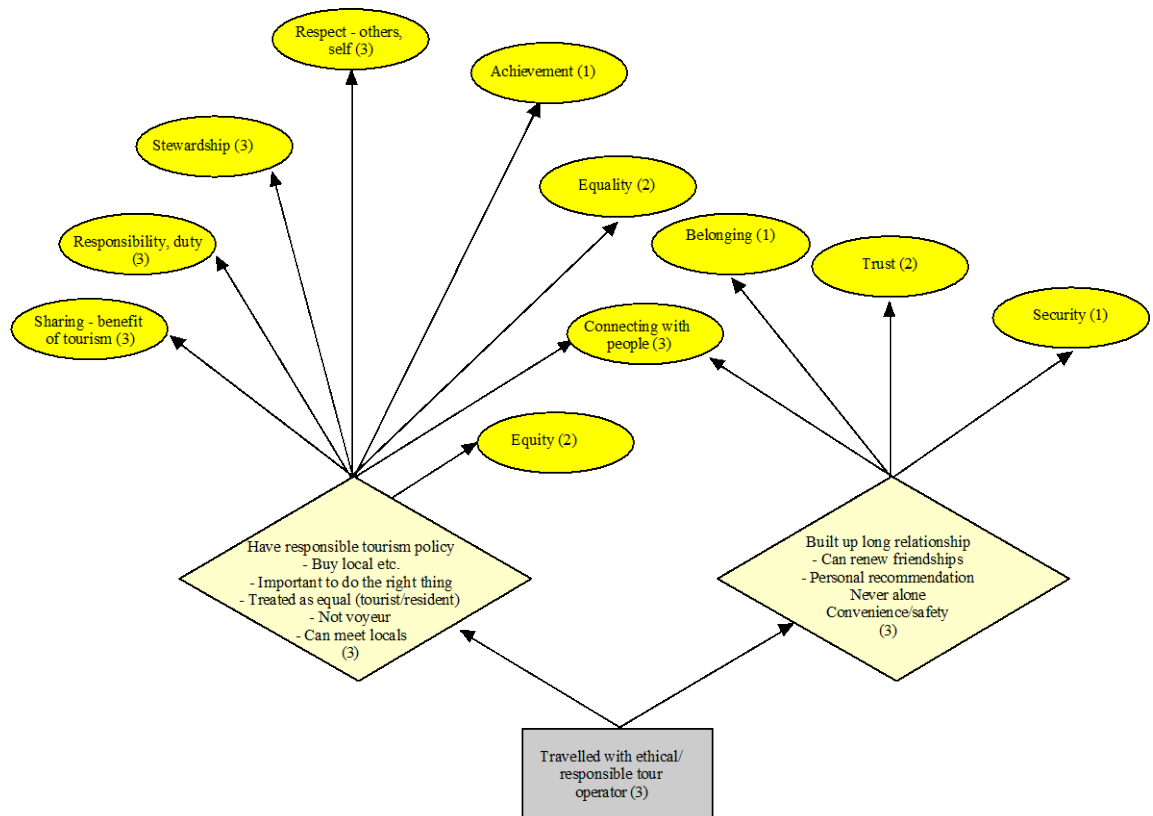 Respect - others,
self (3)
Achievement (1)
Stewardship (3)
Equality (2)
Responsibility, duty
(3)
Belonging (1)
Trust (2)
Sharing - benefit
of tourism (3)
Connecting with
people (3)
Security (1)
Equity (2)
Have responsible tourism policy
- Buy local etc.
- Important to do the right thing
- Treated as equal (tourist/resident)
- Not voyeur
- Can meet locals
(3)
Built up long relationship
- Can renew friendships
- Personal recommendation
Never alone
Convenience/safety
(3)
Travelled with ethical/
responsible tour
operator (3)